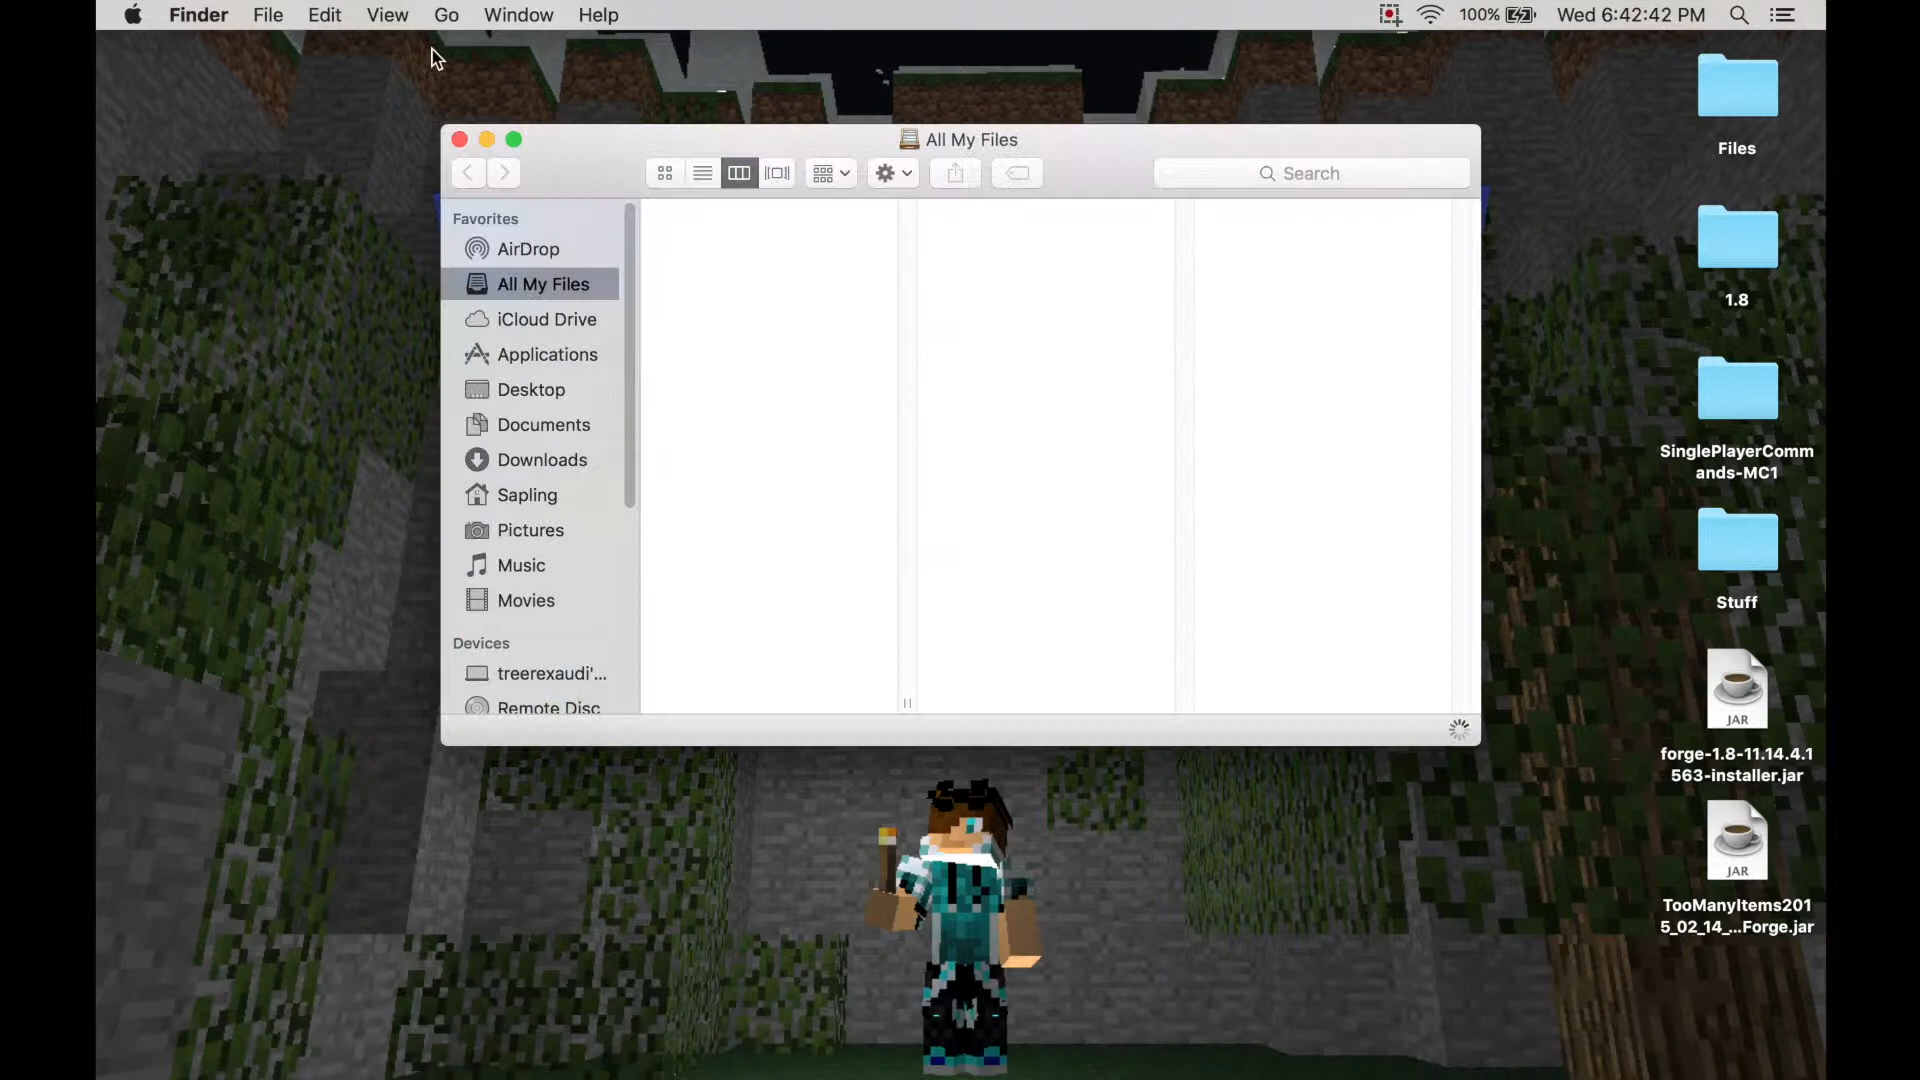 Finder File Edit View Go Window Help 100% Wed 6:42:42 PM
All My Files
Search
Favorites
AirDrop
All My Files
iCloud Drive
Applications
Desktop
Documents
Downloads
Sapling
Pictures
Music
Movies
Devices
treerexaudi'...
Remote Disc
Files
1.8
SinglePlayerComm
ands-MC1
Stuff
JAR
forge-1.8-11.14.4.1
563-installer.jar
JAR
TooManyItems201
5_02_14_...Forge.jar